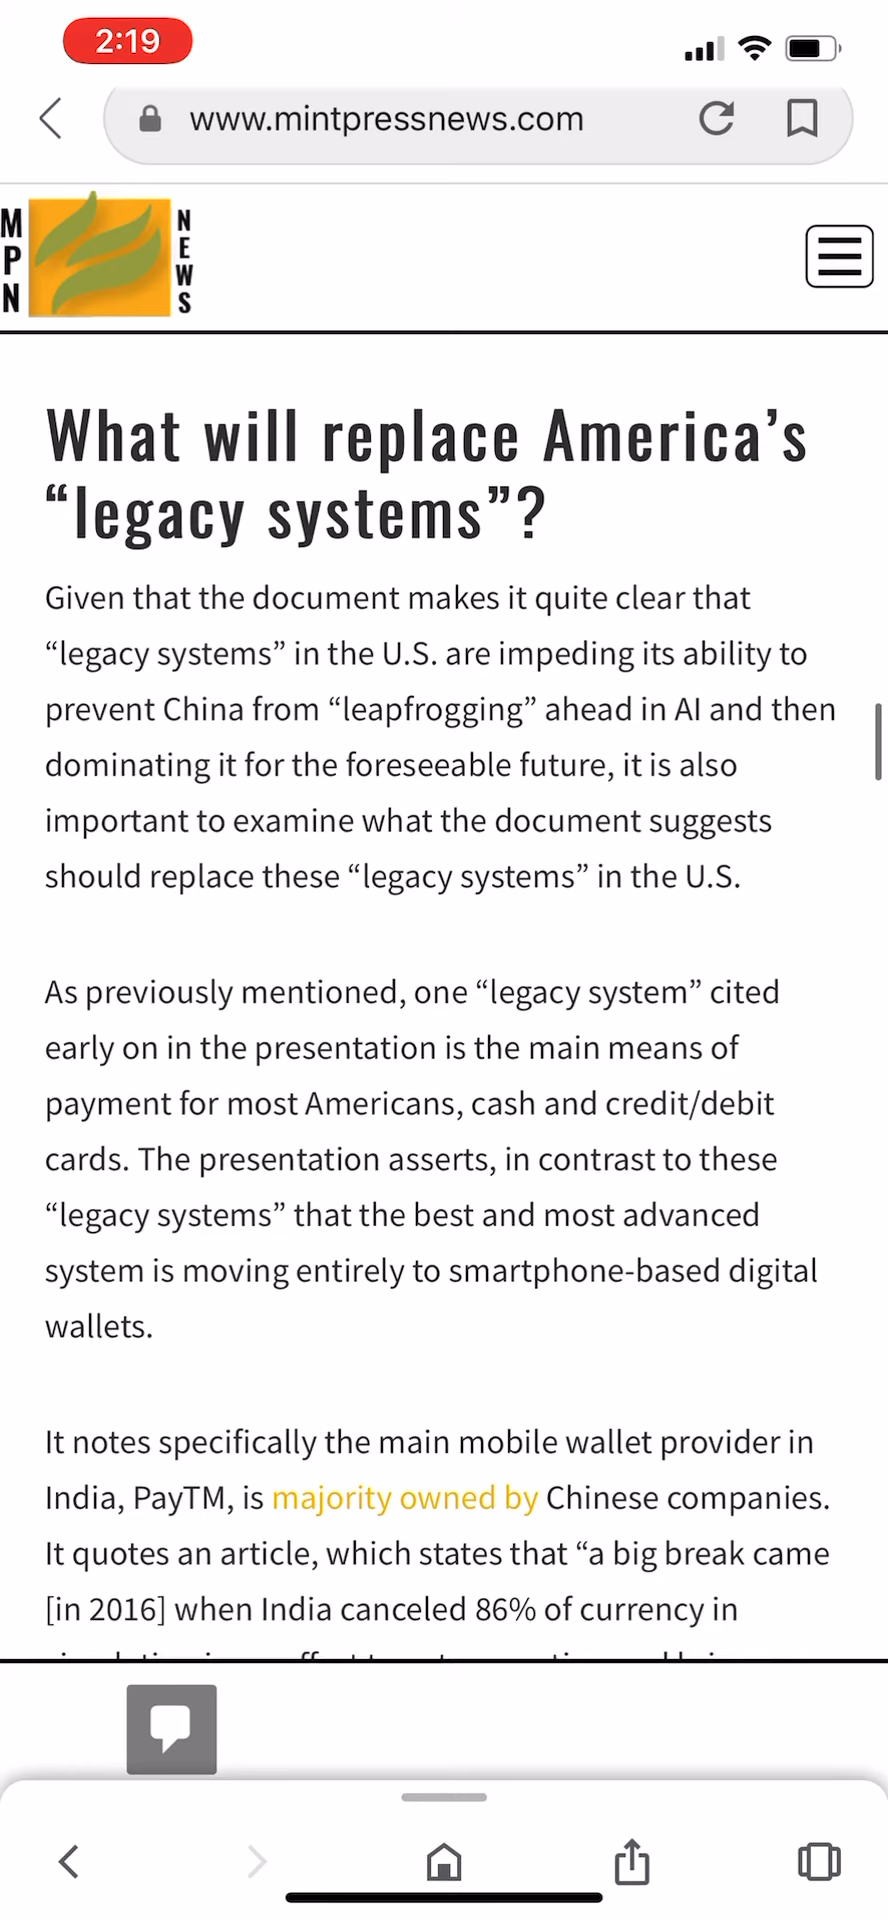 2:19
www.mintpressnews.com
MPN
NEWS
What will replace America’s
“legacy systems”?
Given that the document makes it quite clear that
“legacy systems” in the U.S. are impeding its ability to
prevent China from “leapfrogging” ahead in AI and then
dominating it for the foreseeable future, it is also
important to examine what the document suggests
should replace these “legacy systems” in the U.S.
As previously mentioned, one “legacy system” cited
early on in the presentation is the main means of
payment for most Americans, cash and credit/debit
cards. The presentation asserts, in contrast to these
“legacy systems” that the best and most advanced
system is moving entirely to smartphone-based digital
wallets.
It notes specifically the main mobile wallet provider in
India, PayTM, is majority owned by Chinese companies.
It quotes an article, which states that “a big break came
[in 2016] when India canceled 86% of currency in